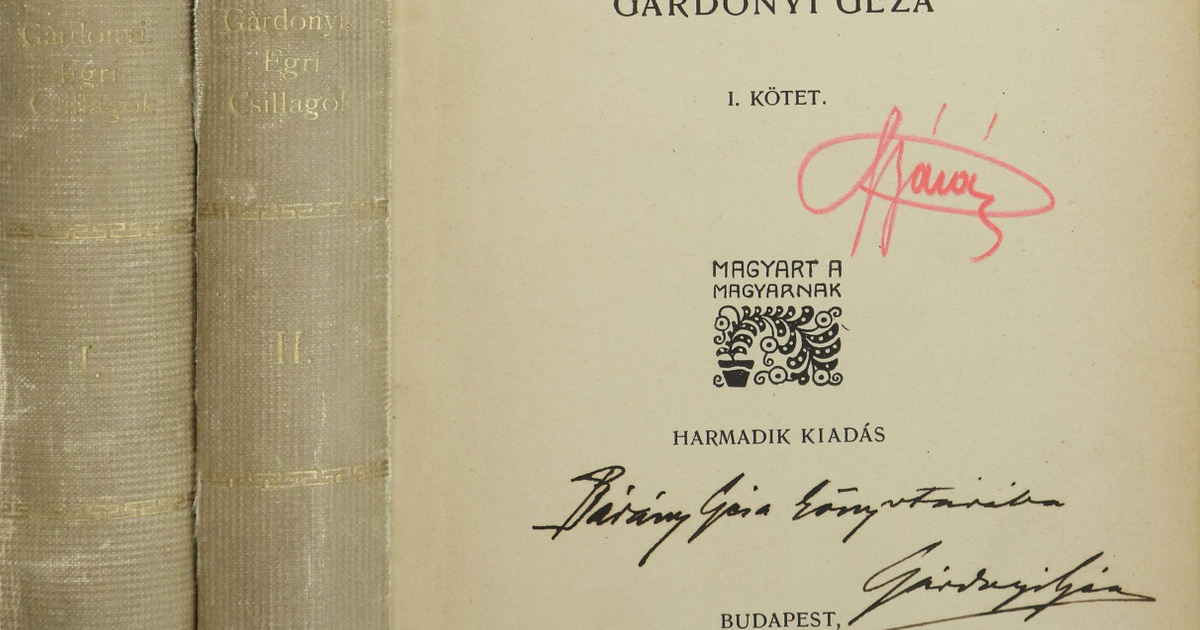 Gárdonyi
Egri
Csillagok
I.
Gárdonyi
Egri
Csillagok
II.
GÁRDONYI GÉZA
I. KÖTET.
Bárány
MAGYART A
MAGYARNAK
HARMADIK KIADÁS
Bárány Géza könyvtárába
Gárdonyi Géza
BUDAPEST,